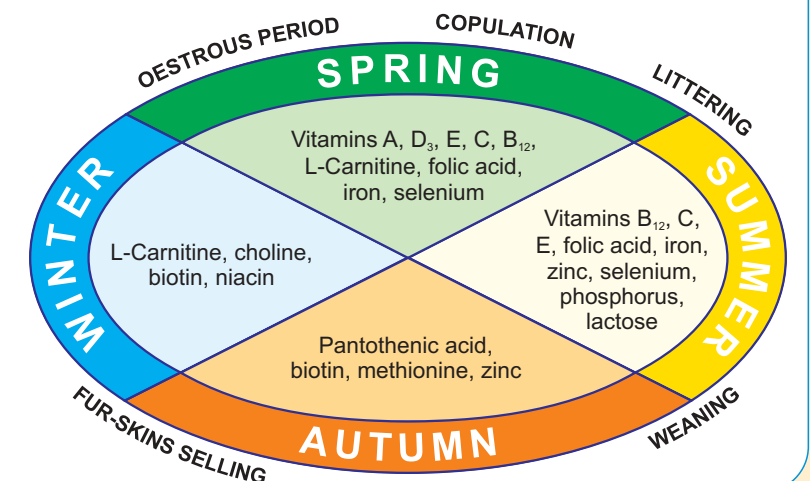 OESTROUS PERIOD
COPULATION
LITTERING
SPRING
Vitamins A, D₃, E, C, B₁₂,
L-Carnitine, folic acid,
iron, selenium
WINTER
L-Carnitine, choline,
biotin, niacin
SUMMER
Vitamins B₁₂, C,
E, folic acid, iron,
zinc, selenium,
phosphorus,
lactose
Pantothenic acid,
biotin, methionine, zinc
AUTUMN
FUR-SKINS SELLING
WEANING